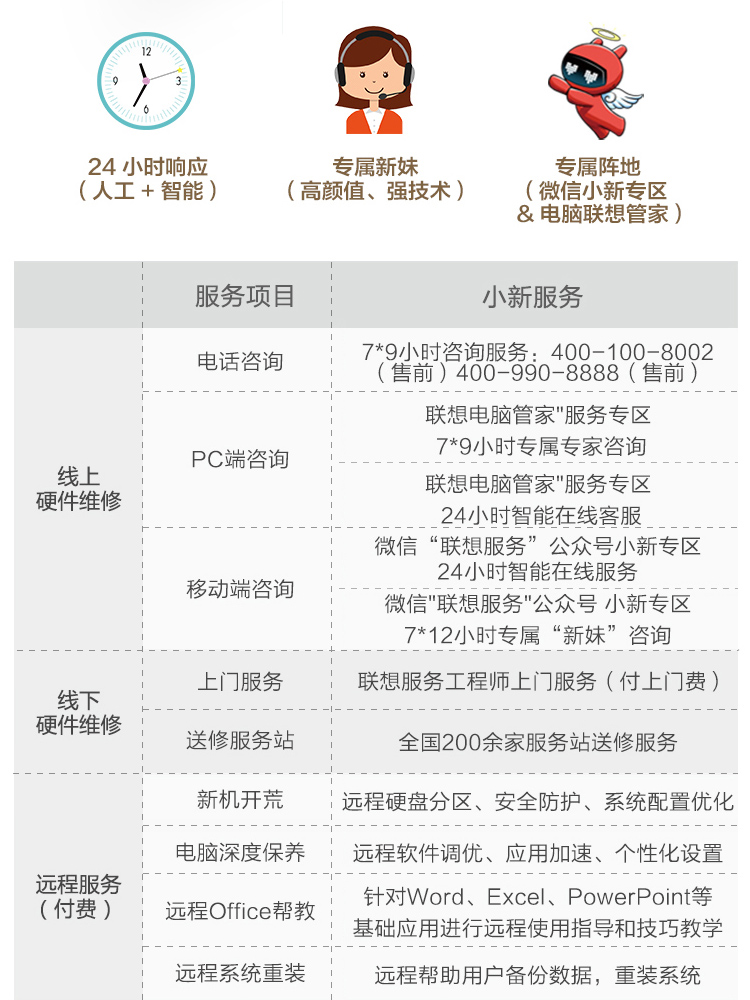 12
9
3
6
24 小时响应
（人工 + 智能）
专属新妹
（高颜值、强技术）
专属阵地
（微信小新专区
& 电脑联想管家）
服务项目
小新服务
线上
硬件维修
电话咨询
7*9小时咨询服务：400-100-8002
（售前）400-990-8888（售前）
PC端咨询
联想电脑管家"服务专区
7*9小时专属专家咨询
联想电脑管家"服务专区
24小时智能在线客服
移动端咨询
微信“联想服务”公众号小新专区
24小时智能在线服务
微信"联想服务"公众号 小新专区
7*12小时专属“新妹”咨询
线下
硬件维修
上门服务
联想服务工程师上门服务（付上门费）
送修服务站
全国200余家服务站送修服务
远程服务
（付费）
新机开荒
远程硬盘分区、安全防护、系统配置优化
电脑深度保养
远程软件调优、应用加速、个性化设置
远程Office帮教
针对Word、Excel、PowerPoint等
基础应用进行远程使用指导和技巧教学
远程系统重装
远程帮助用户备份数据，重装系统